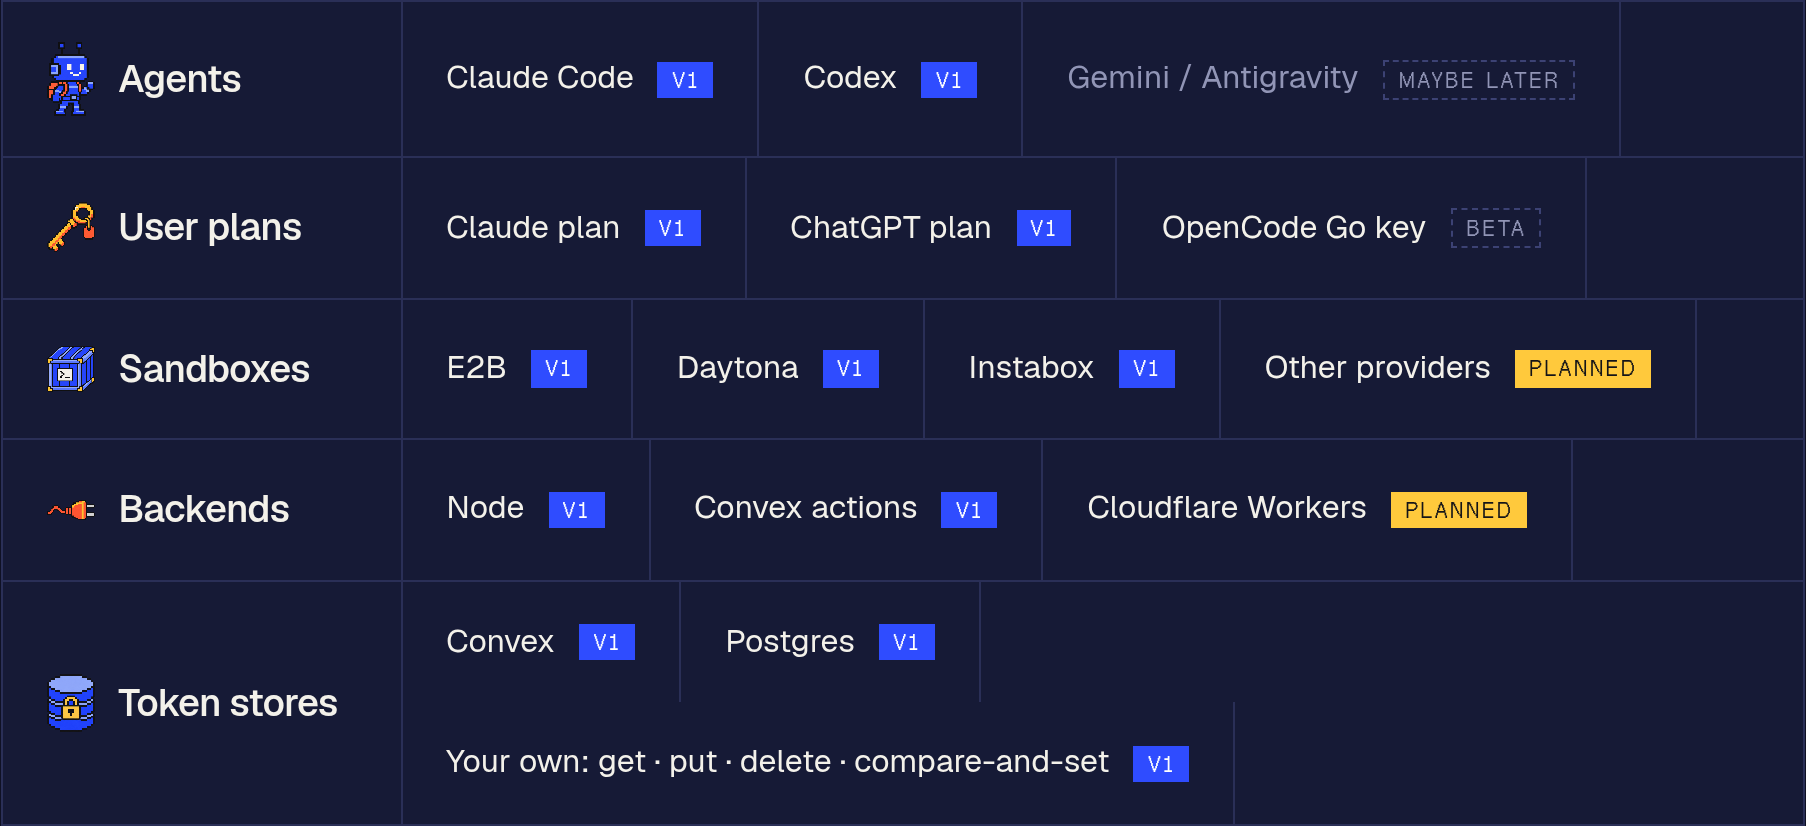 Agents Claude Code V1 Codex V1 Gemini / Antigravity MAYBE LATER
User plans Claude plan V1 ChatGPT plan V1 OpenCode Go key BETA
Sandboxes E2B V1 Daytona V1 Instabox V1 Other providers PLANNED
Backends Node V1 Convex actions V1 Cloudflare Workers PLANNED
Token stores
Convex V1 Postgres V1
Your own: get · put · delete · compare-and-set V1